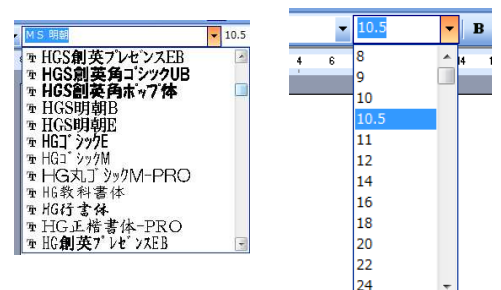 MS 明朝 10.5
HGS創英プレゼンスEB
HGS創英角ゴシックUB
HGS創英角ポップ体
HGS明朝B
HGS明朝E
HGゴシックE
HGゴシックM
HG丸ゴシックM-PRO
HG教科書体
HG行書体
HG正楷書体-PRO
HG創英プレゼンスEB
10.5 B
4 6 14
8
9
10
10.5
11
12
14
16
18
20
22
24